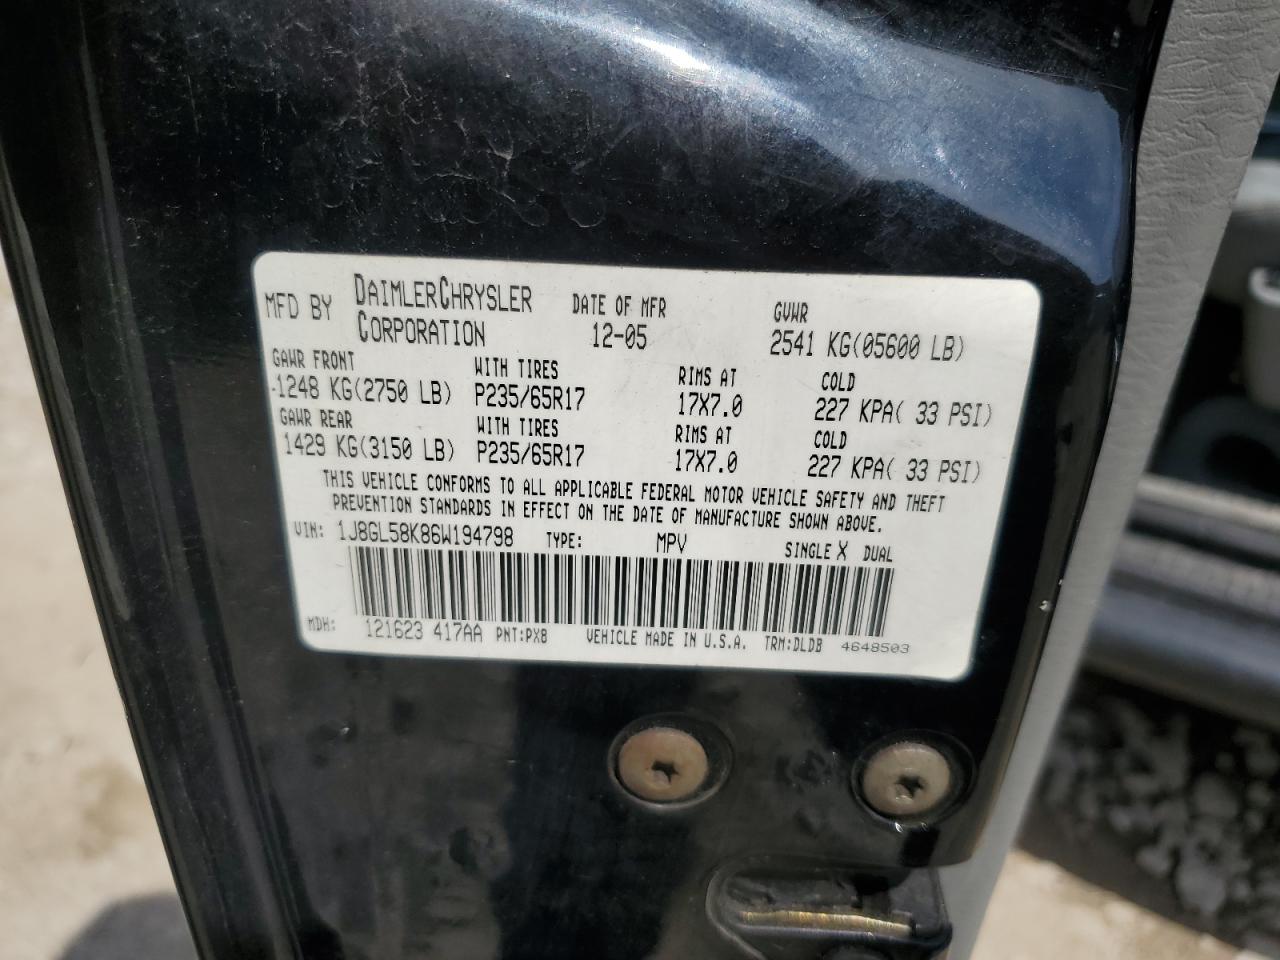 MFD BY DAIMLERCHRYSLER CORPORATION DATE OF MFR 12-05 GVWR 2541 KG(05600 LB)
GAWR FRONT WITH TIRES RIMS AT COLD
1248 KG(2750 LB) P235/65R17 17X7.0 227 KPA( 33 PSI)
GAWR REAR WITH TIRES RIMS AT COLD
1429 KG(3150 LB) P235/65R17 17X7.0 227 KPA( 33 PSI)
THIS VEHICLE CONFORMS TO ALL APPLICABLE FEDERAL MOTOR VEHICLE SAFETY AND THEFT
PREVENTION STANDARDS IN EFFECT ON THE DATE OF MANUFACTURE SHOWN ABOVE.
VIN: 1J8GL58K86W194798 TYPE: MPV SINGLE X DUAL
MDH: 121623 417AA PNT:PX8 VEHICLE MADE IN U.S.A. TRM:DLDB 4648503